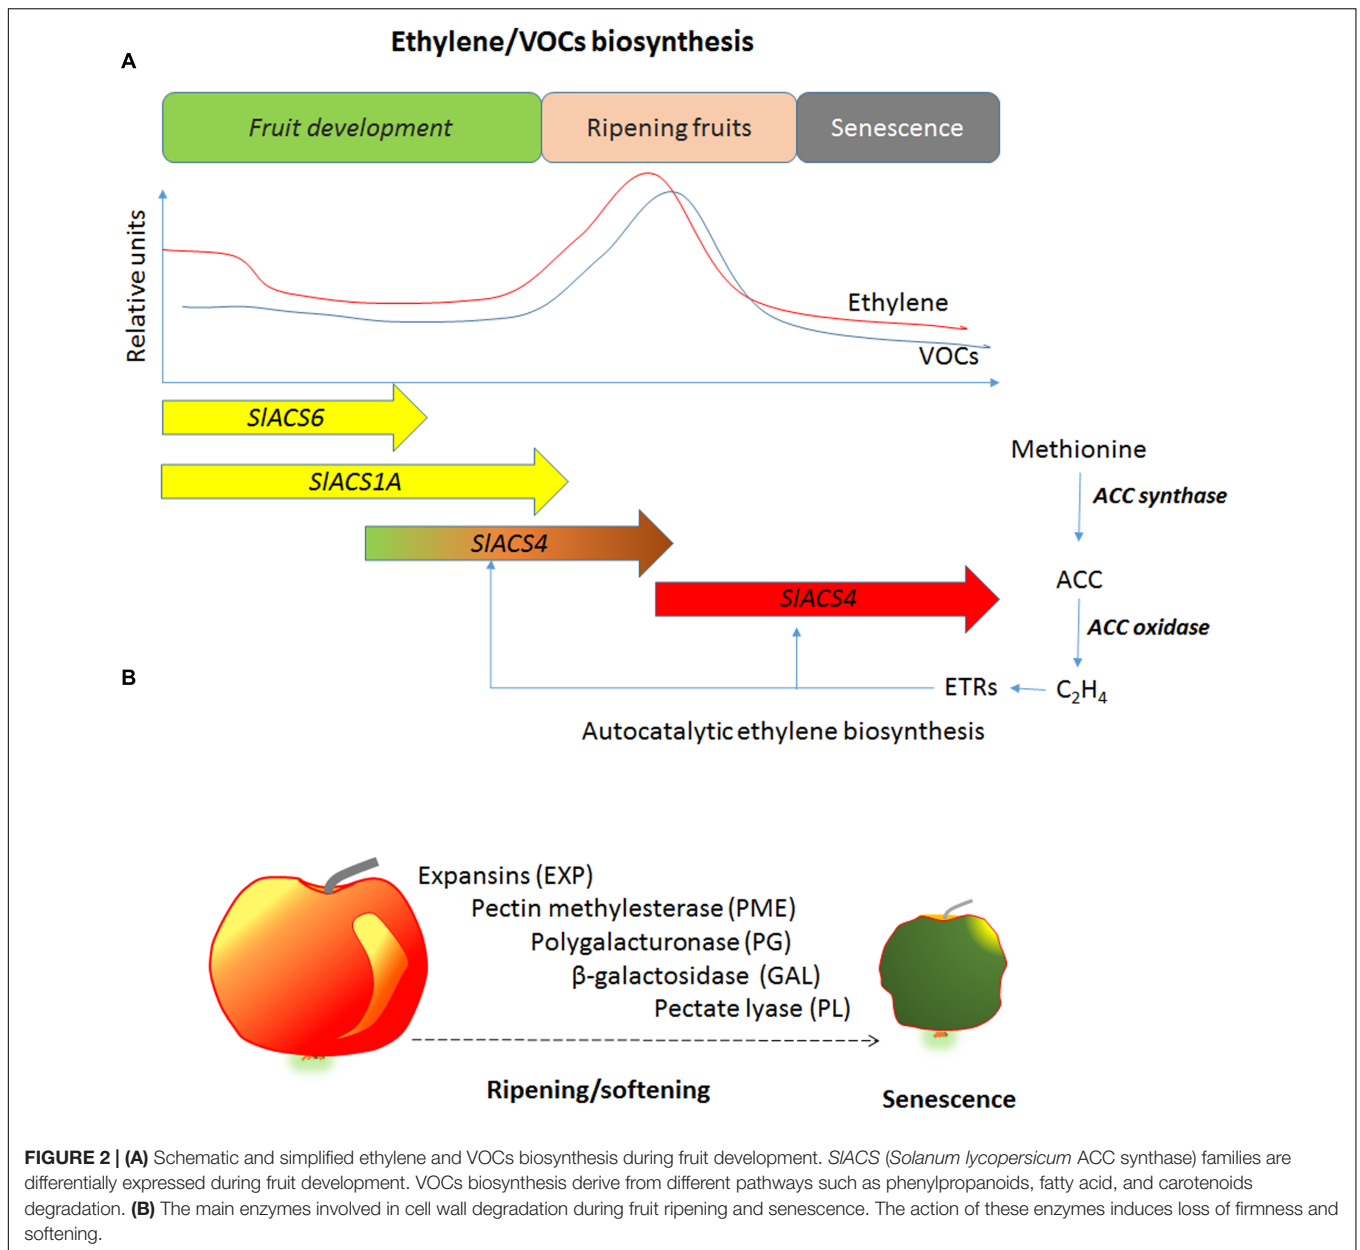 Ethylene/VOCs biosynthesis
A
Fruit development
Ripening fruits
Senescence
Relative units
Ethylene
VOCs
SlACS6
SlACS1A
SlACS4
SlACS4
Methionine
ACC synthase
ACC
ACC oxidase
C₂H₄
ETRs
Autocatalytic ethylene biosynthesis
B
Expansins (EXP)
Pectin methylesterase (PME)
Polygalacturonase (PG)
β-galactosidase (GAL)
Pectate lyase (PL)
Ripening/softening
Senescence
FIGURE 2 | (A) Schematic and simplified ethylene and VOCs biosynthesis during fruit development. SlACS (Solanum lycopersicum ACC synthase) families are
differentially expressed during fruit development. VOCs biosynthesis derive from different pathways such as phenylpropanoids, fatty acid, and carotenoids
degradation. (B) The main enzymes involved in cell wall degradation during fruit ripening and senescence. The action of these enzymes induces loss of firmness and
softening.